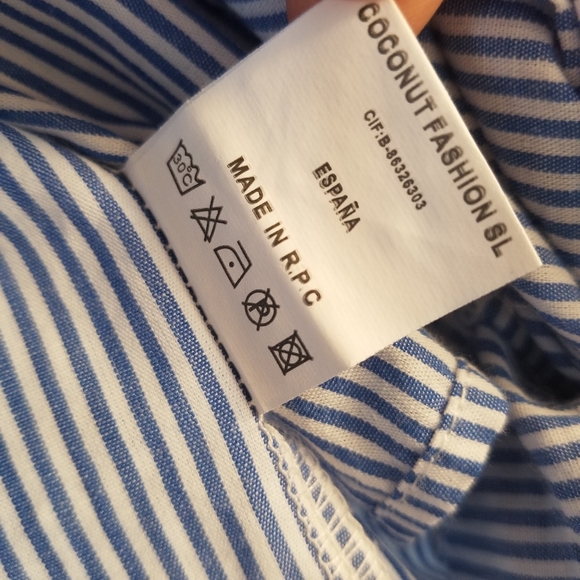 COCONUT FASHION SL
CIF:B-86326303
ESPAÑA
MADE IN R.P.C
30°C
P